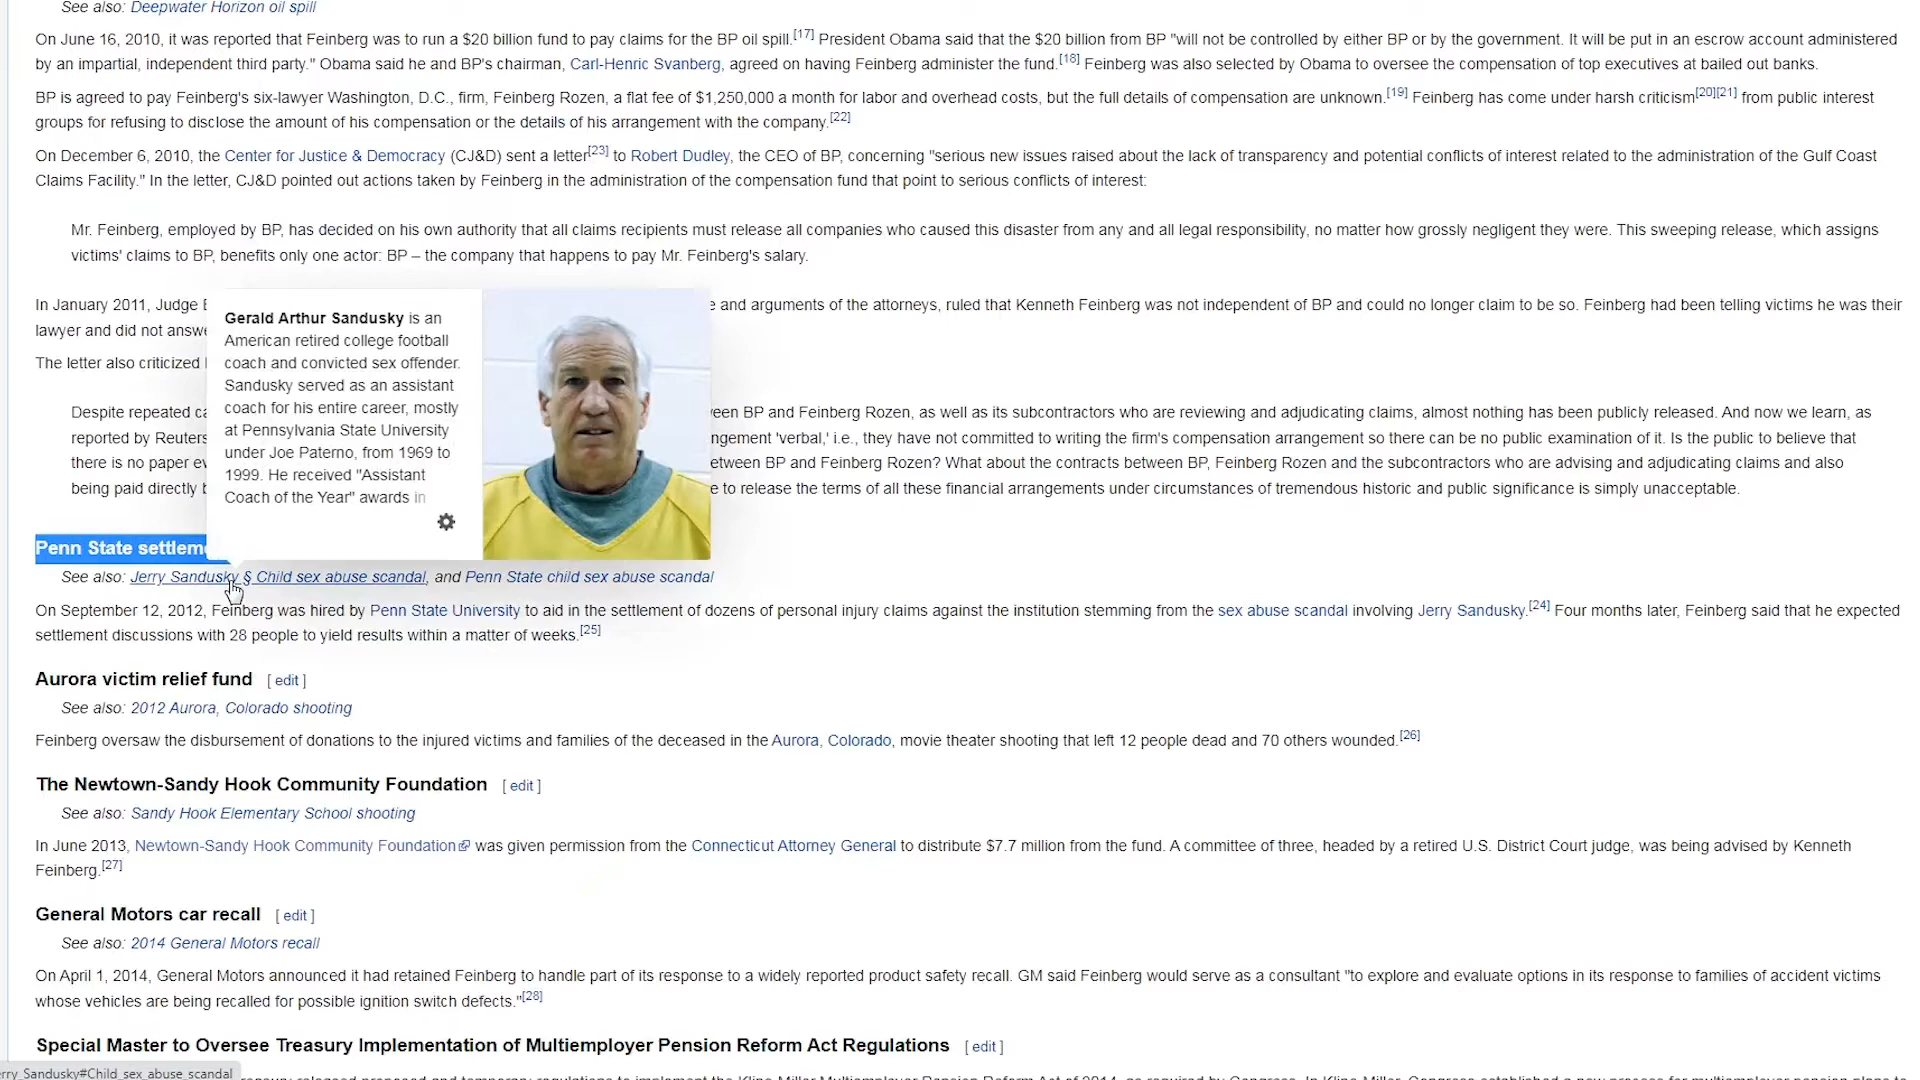 See also: Deepwater Horizon oil spill
On June 16, 2010, it was reported that Feinberg was to run a $20 billion fund to pay claims for the BP oil spill.[17] President Obama said that the $20 billion from BP "will not be controlled by either BP or by the government. It will be put in an escrow account administered
by an impartial, independent third party." Obama said he and BP's chairman, Carl-Henric Svanberg, agreed on having Feinberg administer the fund.[18] Feinberg was also selected by Obama to oversee the compensation of top executives at bailed out banks.
BP is agreed to pay Feinberg's six-lawyer Washington, D.C., firm, Feinberg Rozen, a flat fee of $1,250,000 a month for labor and overhead costs, but the full details of compensation are unknown.[19] Feinberg has come under harsh criticism[20][21] from public interest
groups for refusing to disclose the amount of his compensation or the details of his arrangement with the company.[22]
On December 6, 2010, the Center for Justice & Democracy (CJ&D) sent a letter[23] to Robert Dudley, the CEO of BP, concerning "serious new issues raised about the lack of transparency and potential conflicts of interest related to the administration of the Gulf Coast
Claims Facility." In the letter, CJ&D pointed out actions taken by Feinberg in the administration of the compensation fund that point to serious conflicts of interest:
Mr. Feinberg, employed by BP, has decided on his own authority that all claims recipients must release all companies who caused this disaster from any and all legal responsibility, no matter how grossly negligent they were. This sweeping release, which assigns
victims' claims to BP, benefits only one actor: BP – the company that happens to pay Mr. Feinberg's salary.
In January 2011, Judge and arguments of the attorneys, ruled that Kenneth Feinberg was not independent of BP and could no longer claim to be so. Feinberg had been telling victims he was their
lawyer and did not answe
The letter also criticized
Despite repeated ca een BP and Feinberg Rozen, as well as its subcontractors who are reviewing and adjudicating claims, almost nothing has been publicly released. And now we learn, as
reported by Reuters ngement 'verbal,' i.e., they have not committed to writing the firm's compensation arrangement so there can be no public examination of it. Is the public to believe that
there is no paper ev etween BP and Feinberg Rozen? What about the contracts between BP, Feinberg Rozen and the subcontractors who are advising and adjudicating claims and also
being paid directly b e to release the terms of all these financial arrangements under circumstances of tremendous historic and public significance is simply unacceptable.
Gerald Arthur Sandusky is an
American retired college football
coach and convicted sex offender.
Sandusky served as an assistant
coach for his entire career, mostly
at Pennsylvania State University
under Joe Paterno, from 1969 to
1999. He received "Assistant
Coach of the Year" awards in
Penn State settleme
See also: Jerry Sandusky § Child sex abuse scandal, and Penn State child sex abuse scandal
On September 12, 2012, Feinberg was hired by Penn State University to aid in the settlement of dozens of personal injury claims against the institution stemming from the sex abuse scandal involving Jerry Sandusky.[24] Four months later, Feinberg said that he expected
settlement discussions with 28 people to yield results within a matter of weeks.[25]
Aurora victim relief fund [ edit ]
See also: 2012 Aurora, Colorado shooting
Feinberg oversaw the disbursement of donations to the injured victims and families of the deceased in the Aurora, Colorado, movie theater shooting that left 12 people dead and 70 others wounded.[26]
The Newtown-Sandy Hook Community Foundation [ edit ]
See also: Sandy Hook Elementary School shooting
In June 2013, Newtown-Sandy Hook Community Foundation was given permission from the Connecticut Attorney General to distribute $7.7 million from the fund. A committee of three, headed by a retired U.S. District Court judge, was being advised by Kenneth
Feinberg.[27]
General Motors car recall [ edit ]
See also: 2014 General Motors recall
On April 1, 2014, General Motors announced it had retained Feinberg to handle part of its response to a widely reported product safety recall. GM said Feinberg would serve as a consultant "to explore and evaluate options in its response to families of accident victims
whose vehicles are being recalled for possible ignition switch defects."[28]
Special Master to Oversee Treasury Implementation of Multiemployer Pension Reform Act Regulations [ edit ]
erry_Sandusky#Child_sex_abuse_scandal